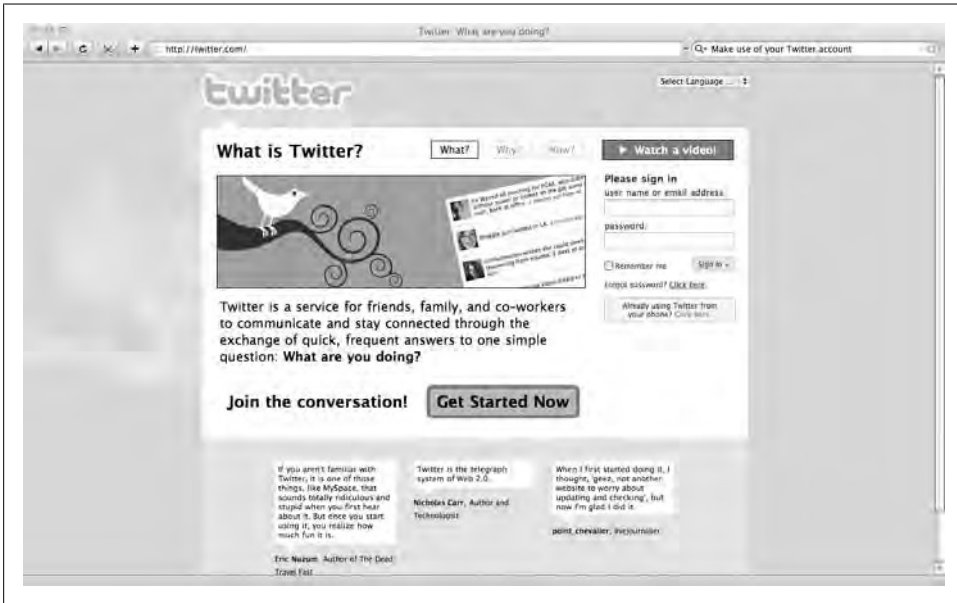 Twitter: What are you doing?
http://twitter.com/
Make use of your Twitter account
twitter
Select Language ...
What is Twitter?
What? Why? How?
Watch a video!
Please sign in
user name or email address:
password:
Remember me
Sign In »
Forgot password? Click here.
Already using Twitter from
your phone? Click here.
Twitter is a service for friends, family, and co-workers
to communicate and stay connected through the
exchange of quick, frequent answers to one simple
question: What are you doing?
Join the conversation!
Get Started Now
If you aren't familiar with
Twitter, it is one of those
things, like MySpace, that
sounds totally ridiculous and
stupid when you first hear
about it. But once you start
using it, you realize how
much fun it is.
Eric Nuzum, Author of The Dead
Travel Fast
Twitter is the telegraph
system of Web 2.0.
Nicholas Carr, Author and
Technologist
When I first started doing it, I
thought, 'geez, not another
website to worry about
updating and checking', but
now I'm glad I did it.
point_chevalier, livejournaler